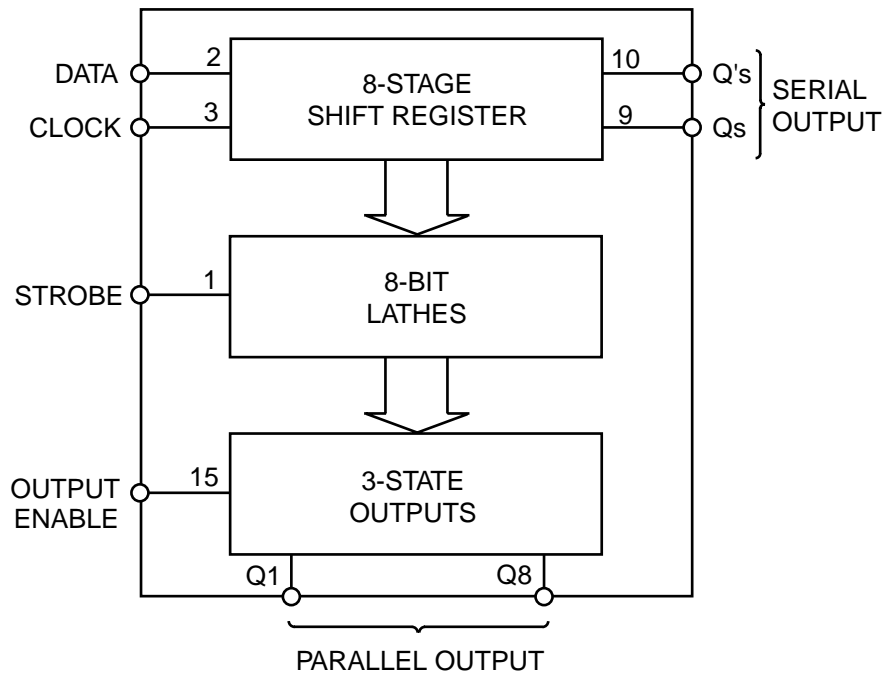 DATA
2
8-STAGE
SHIFT REGISTER
10
Q's
SERIAL
OUTPUT
CLOCK
3
9
Qs
STROBE
1
8-BIT
LATHES
OUTPUT
ENABLE
15
3-STATE
OUTPUTS
Q1
Q8
PARALLEL OUTPUT